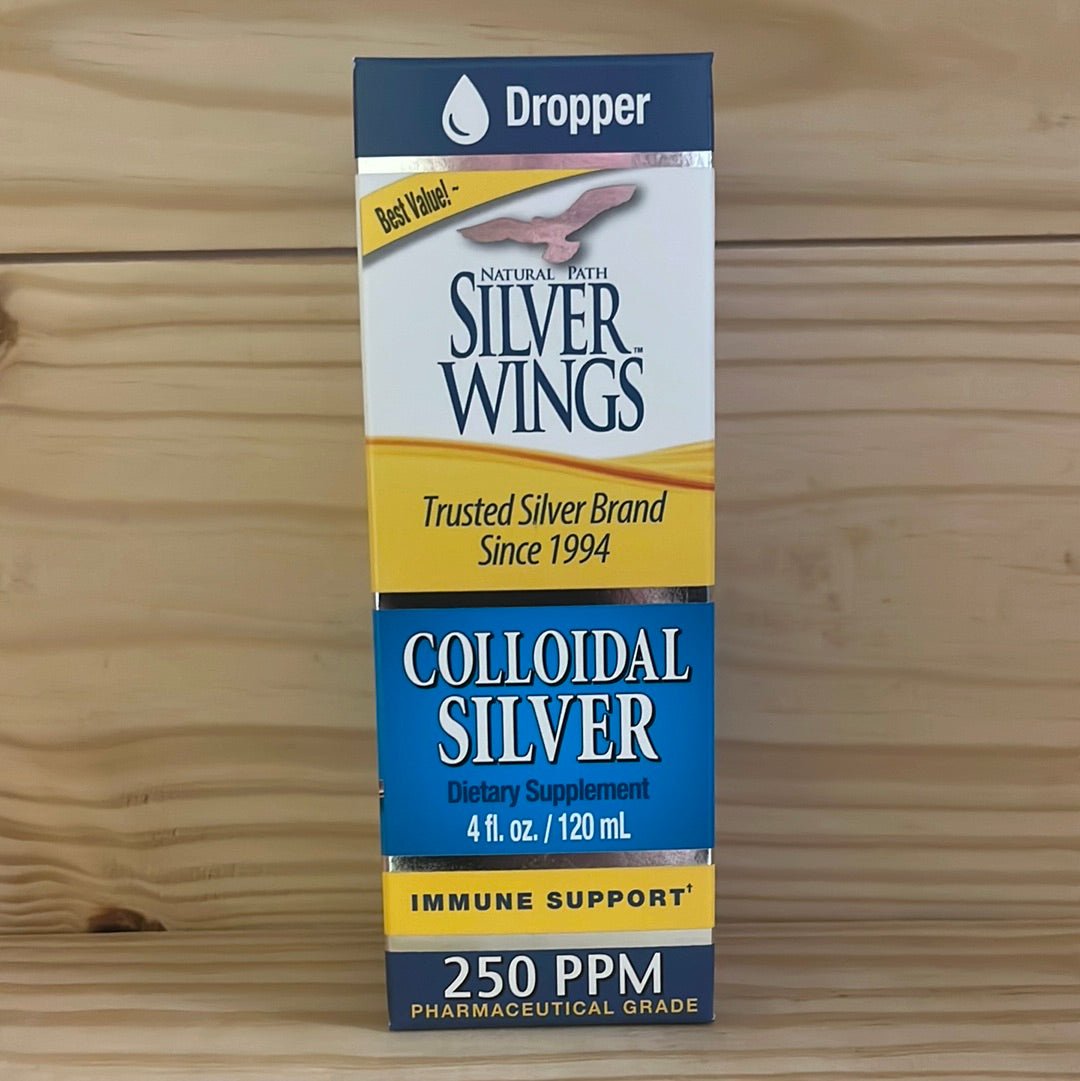 Dropper
Best Value! ~
NATURAL PATH
SILVER
WINGS™
Trusted Silver Brand
Since 1994
COLLOIDAL
SILVER
Dietary Supplement
4 fl. oz. / 120 mL
IMMUNE SUPPORT†
250 PPM
PHARMACEUTICAL GRADE